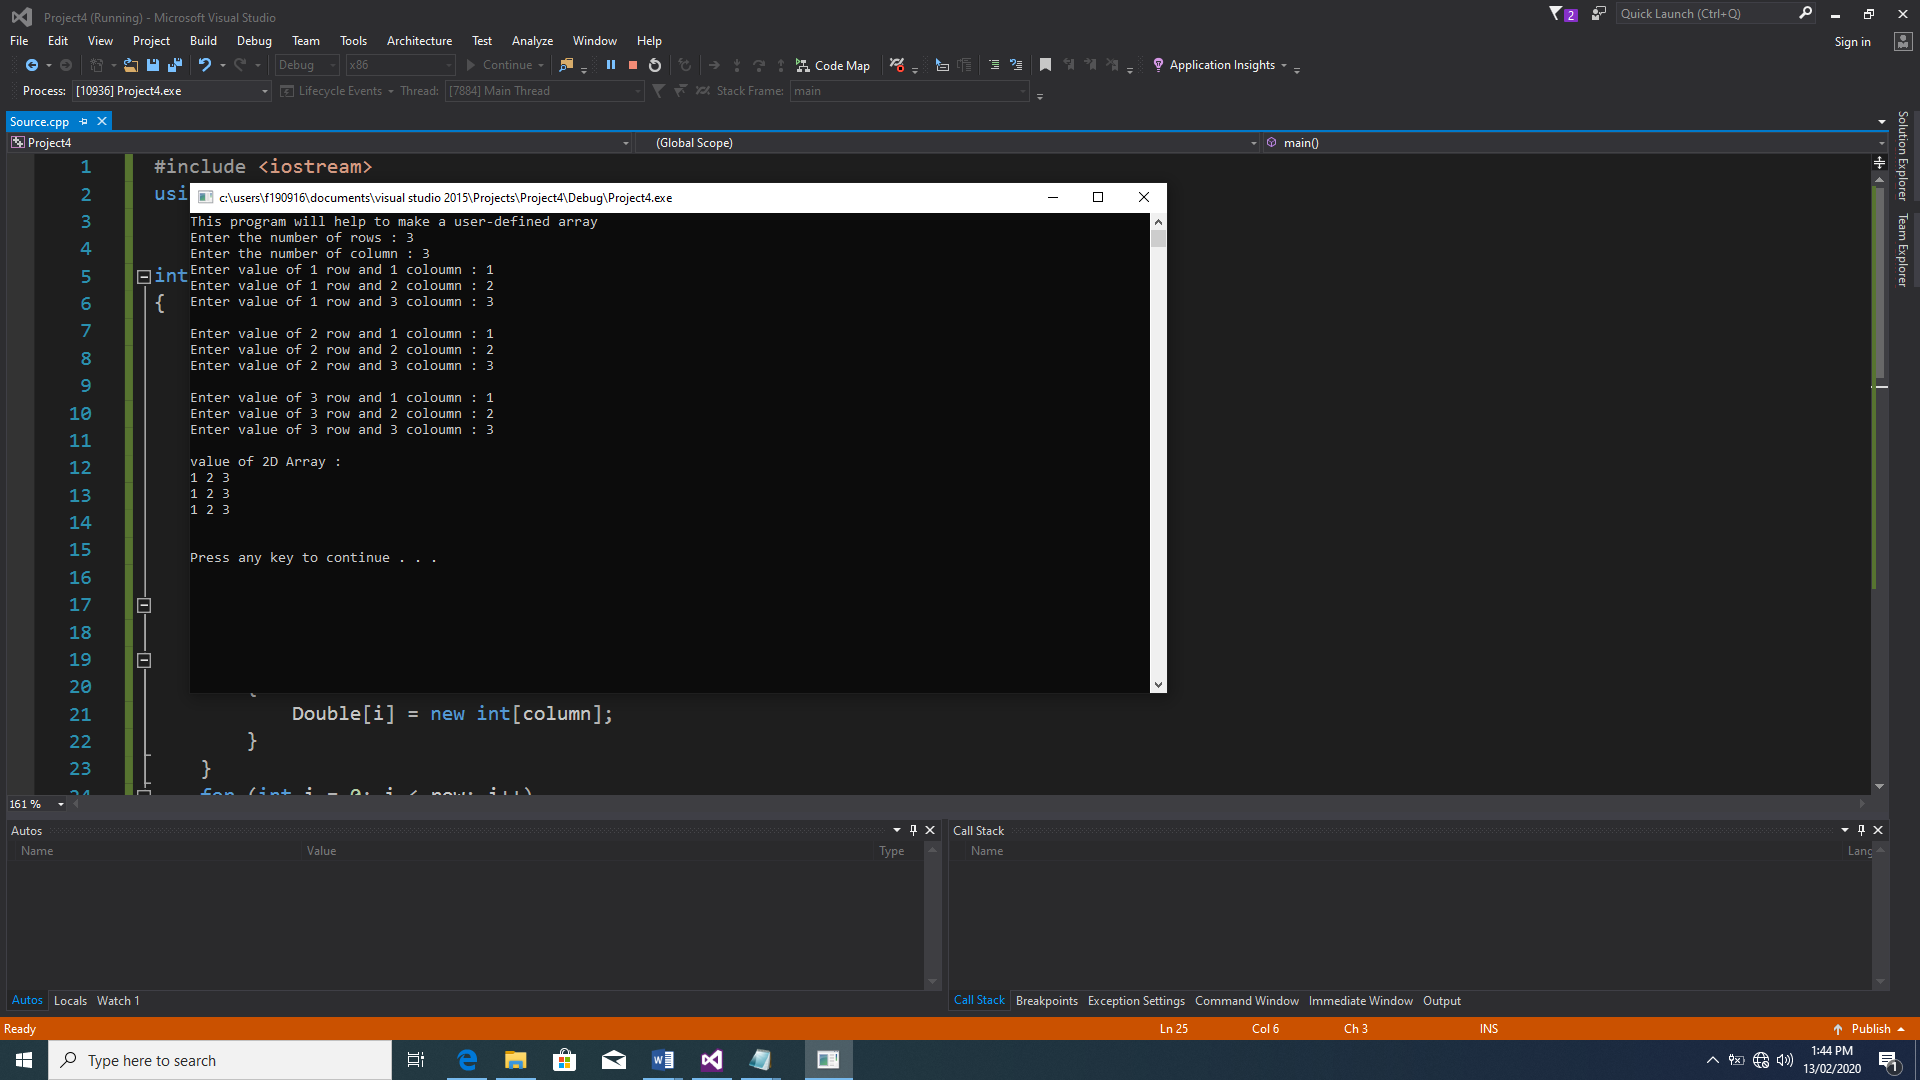 Project4 (Running) - Microsoft Visual Studio
2
Quick Launch (Ctrl+Q)
File Edit View Project Build Debug Team Tools Architecture Test Analyze Window Help
Sign in
Debug x86 Continue Code Map Application Insights
Process: [10936] Project4.exe Lifecycle Events Thread: [7884] Main Thread Stack Frame: main
Source.cpp
Project4 (Global Scope) main()
Solution Explorer
Team Explorer
1 #include <iostream>
2 usi
3
4
5 int
6 {
7
8
9
10
11
12
13
14
15
16
17
18
19
20 {
21 Double[i] = new int[column];
22 }
23 }
24 for (int i = 0; i < row; i++)
c:\users\f190916\documents\visual studio 2015\Projects\Project4\Debug\Project4.exe
This program will help to make a user-defined array
Enter the number of rows : 3
Enter the number of column : 3
Enter value of 1 row and 1 coloumn : 1
Enter value of 1 row and 2 coloumn : 2
Enter value of 1 row and 3 coloumn : 3
Enter value of 2 row and 1 coloumn : 1
Enter value of 2 row and 2 coloumn : 2
Enter value of 2 row and 3 coloumn : 3
Enter value of 3 row and 1 coloumn : 1
Enter value of 3 row and 2 coloumn : 2
Enter value of 3 row and 3 coloumn : 3
value of 2D Array :
1 2 3
1 2 3
1 2 3
Press any key to continue . . .
161 %
Autos
Name Value Type
Autos Locals Watch 1
Call Stack
Name Lang
Call Stack Breakpoints Exception Settings Command Window Immediate Window Output
Ready Ln 25 Col 6 Ch 3 INS Publish
Type here to search
1:44 PM
13/02/2020
1